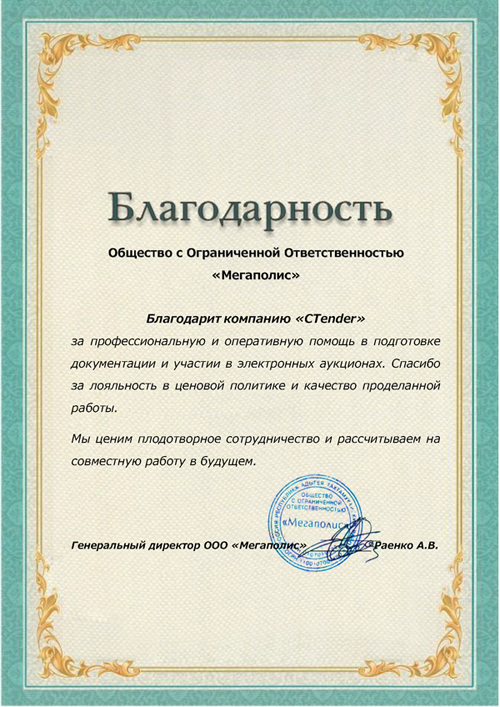 Благодарность
Общество с Ограниченной Ответственностью
«Мегаполис»
Благодарит компанию «CTender»
за профессиональную и оперативную помощь в подготовке
документации и участии в электронных аукционах. Спасибо
за лояльность в ценовой политике и качество проделанной
работы.
Мы ценим плодотворное сотрудничество и рассчитываем на
совместную работу в будущем.
ОБЩЕСТВО
С ОГРАНИЧЕННОЙ
ОТВЕТСТВЕННОСТЬЮ
«Мегаполис»
Генеральный директор ООО «Мегаполис» Раенко А.В.